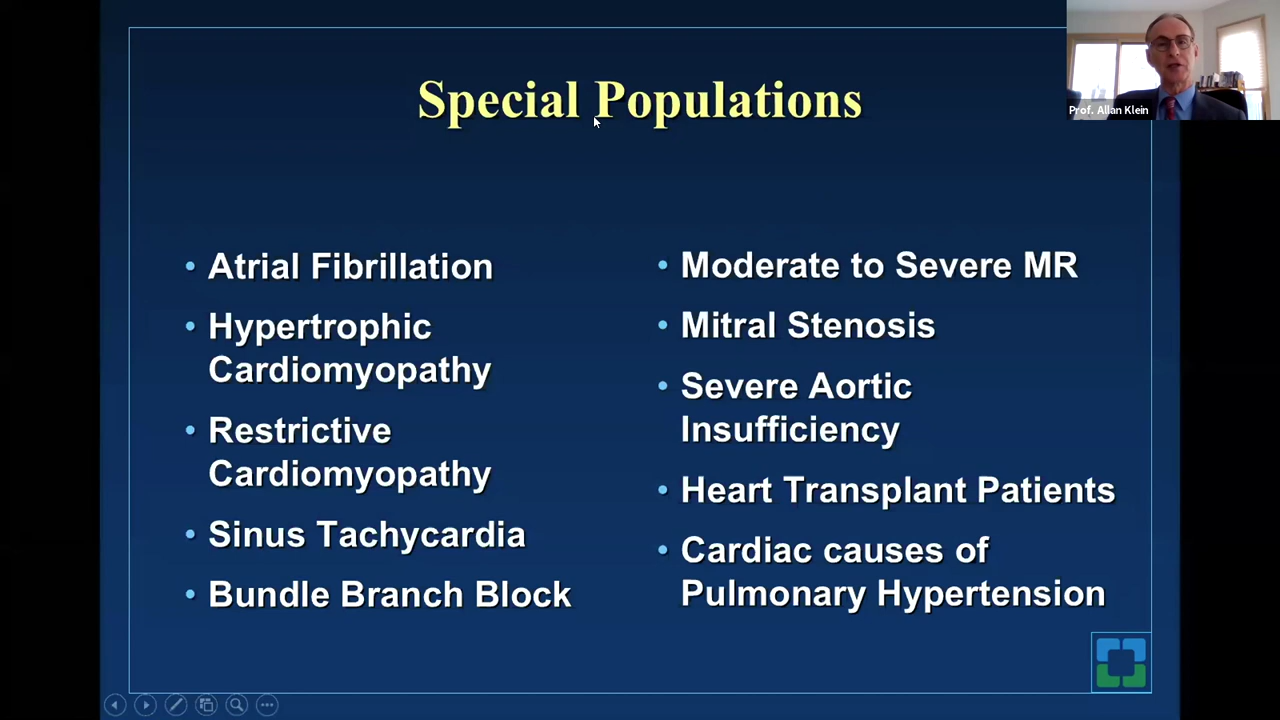 Special Populations
Prof. Allan Klein
• Atrial Fibrillation
• Hypertrophic
Cardiomyopathy
• Restrictive
Cardiomyopathy
• Sinus Tachycardia
• Bundle Branch Block
• Moderate to Severe MR
• Mitral Stenosis
• Severe Aortic
Insufficiency
• Heart Transplant Patients
• Cardiac causes of
Pulmonary Hypertension